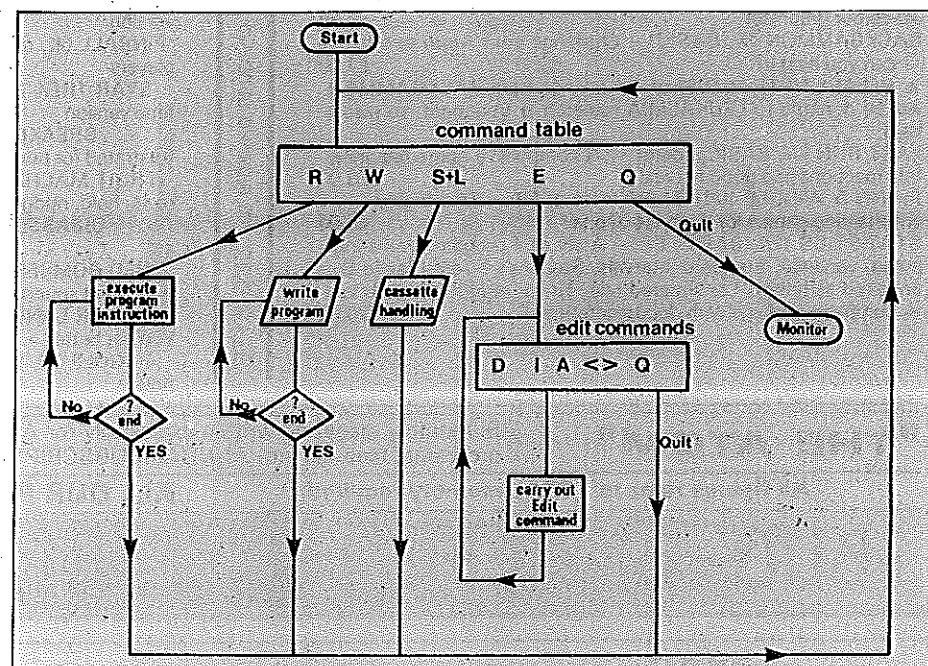 Start
command table
R W S+L E Q
Quit
execute
program
instruction
write
program
cassette
handling
Monitor
edit commands
D I A <> Q
No
?
end
YES
No
?
end
YES
Quit
carry out
Edit
command